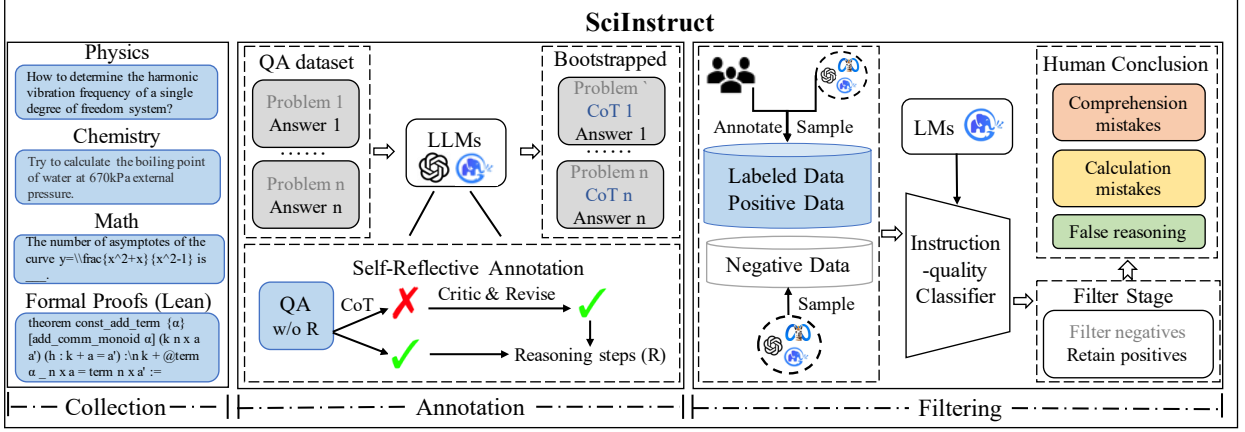 SciInstruct
Physics
How to determine the harmonic
vibration frequency of a single
degree of freedom system?
Chemistry
Try to calculate the boiling point
of water at 670kPa external
pressure.
Math
The number of asymptotes of the
curve y=\\frac{x^2+x}{x^2-1} is
___.
Formal Proofs (Lean)
theorem const_add_term {α}
[add_comm_monoid α] (k n x a
a') (h : k + a = a') : \n k + @term
α _ n x a = term n x a' :=
Collection
QA dataset
Problem 1
Answer 1
......
Problem n
Answer n
LLMs
Bootstrapped
Problem `
CoT 1
Answer 1
......
Problem n
CoT n
Answer n
Self-Reflective Annotation
QA
w/o R
CoT
Critic & Revise
Reasoning steps (R)
Annotation
Annotate
Sample
Labeled Data
Positive Data
Negative Data
Sample
LMs
Instruction
-quality
Classifier
Human Conclusion
Comprehension
mistakes
Calculation
mistakes
False reasoning
Filter Stage
Filter negatives
Retain positives
Filtering